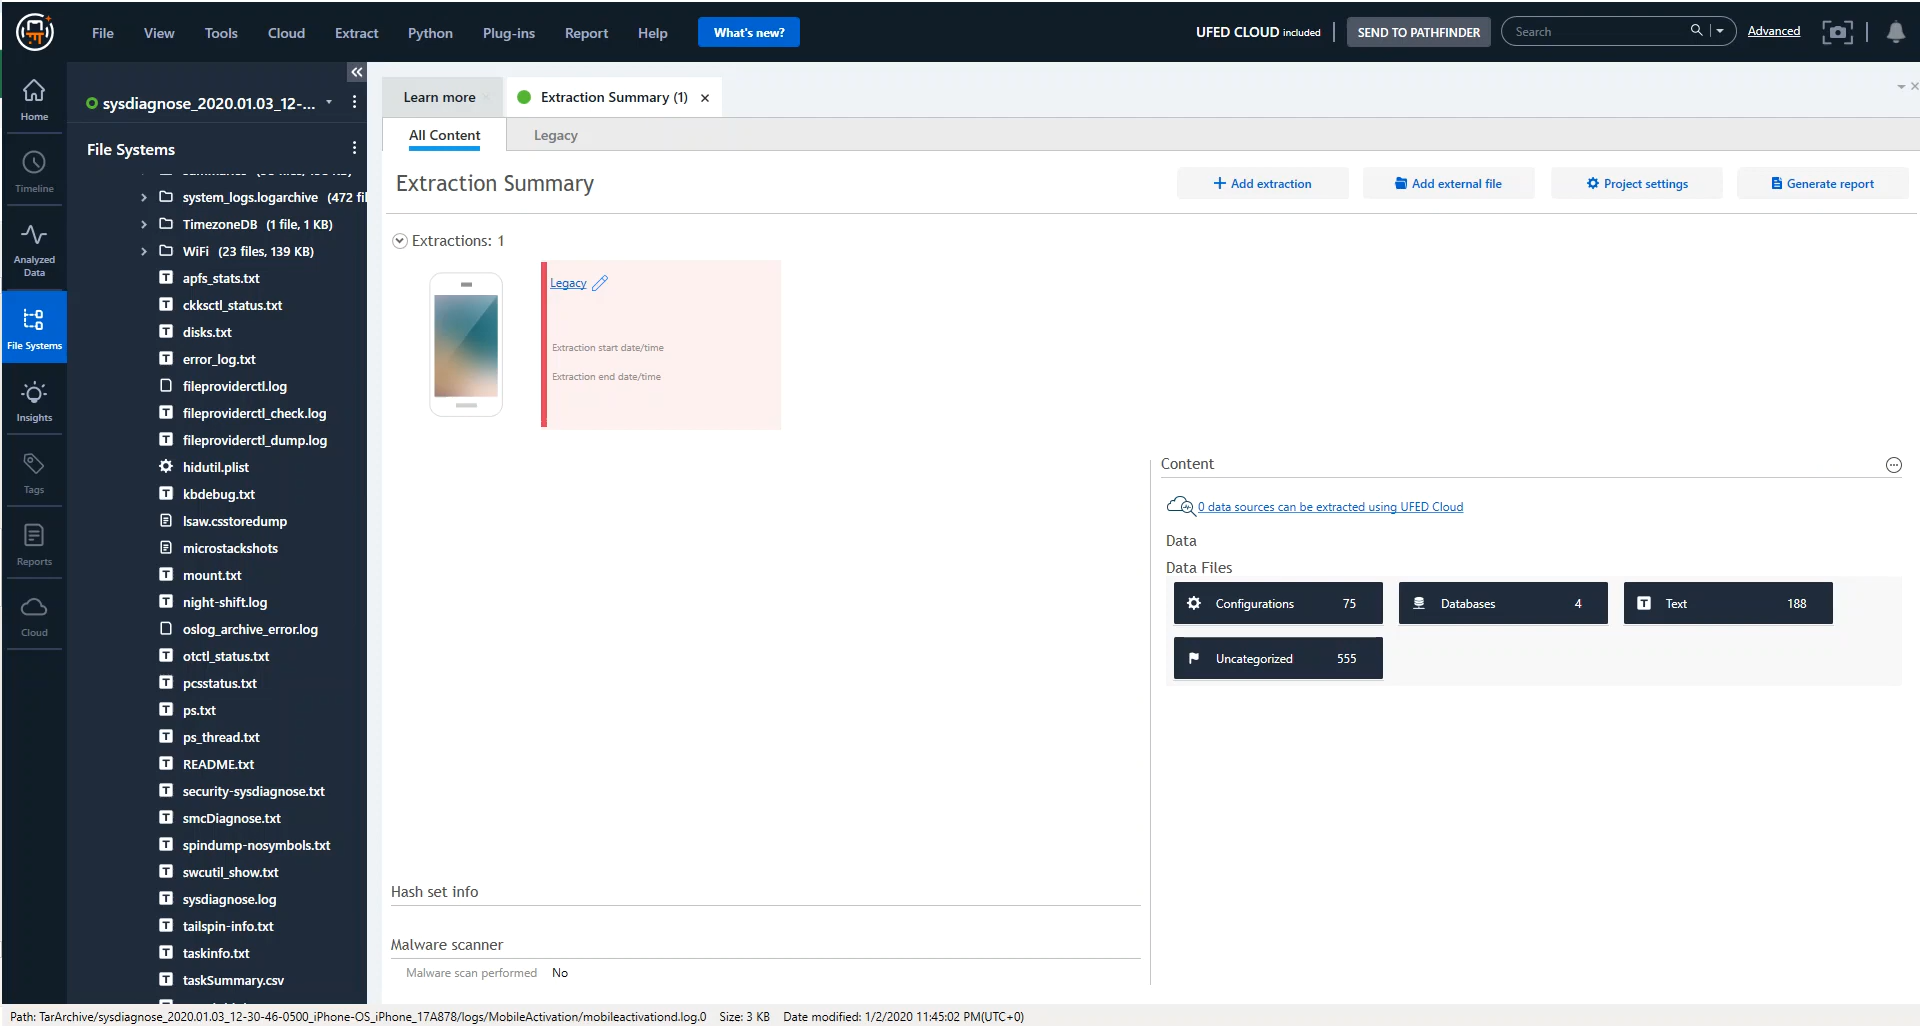 File View Tools Cloud Extract Python Plug-ins Report Help What's new? UFED CLOUD included SEND TO PATHFINDER Search Advanced
Home
Timeline
Analyzed
Data
File Systems
Insights
Tags
Reports
Cloud
sysdiagnose_2020.01.03_12-...
File Systems
system_logs.logarchive (472 fil
TimezoneDB (1 file, 1 KB)
WiFi (23 files, 139 KB)
apfs_stats.txt
ckksctl_status.txt
disks.txt
error_log.txt
fileproviderctl.log
fileproviderctl_check.log
fileproviderctl_dump.log
hidutil.plist
kbdebug.txt
lsaw.csstoredump
microstackshots
mount.txt
night-shift.log
oslog_archive_error.log
otctl_status.txt
pcsstatus.txt
ps.txt
ps_thread.txt
README.txt
security-sysdiagnose.txt
smcDiagnose.txt
spindump-nosymbols.txt
swcutil_show.txt
sysdiagnose.log
tailspin-info.txt
taskinfo.txt
taskSummary.csv
Learn more Extraction Summary (1)
All Content Legacy
Extraction Summary
Add extraction Add external file Project settings Generate report
Extractions: 1
Legacy
Extraction start date/time
Extraction end date/time
Content
0 data sources can be extracted using UFED Cloud
Data
Data Files
Configurations 75 Databases 4 Text 188
Uncategorized 555
Hash set info
Malware scanner
Malware scan performed No
Path: TarArchive/sysdiagnose_2020.01.03_12-30-46-0500_iPhone-OS_iPhone_17A878/logs/MobileActivation/mobileactivationd.log.0 Size: 3 KB Date modified: 1/2/2020 11:45:02 PM(UTC+0)